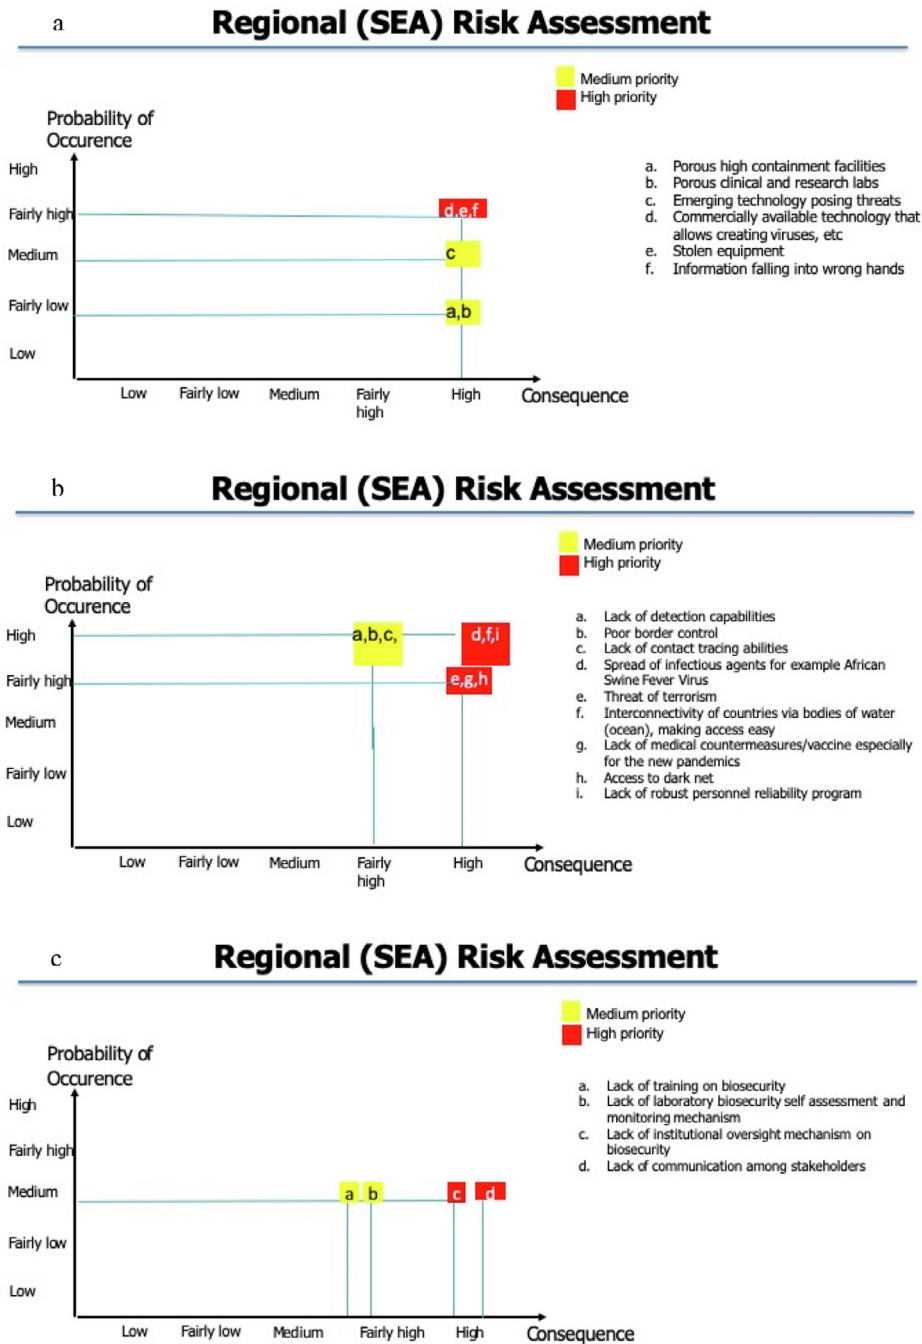 a
Regional (SEA) Risk Assessment
Medium priority
High priority
Probability of
Occurence
High
Fairly high
Medium
Fairly low
Low
d,e,f
c
a,b
Low
Fairly low
Medium
Fairly
high
High
Consequence
a. Porous high containment facilities
b. Porous clinical and research labs
c. Emerging technology posing threats
d. Commercially available technology that
allows creating viruses, etc
e. Stolen equipment
f. Information falling into wrong hands
b
Regional (SEA) Risk Assessment
Medium priority
High priority
Probability of
Occurence
High
Fairly high
Medium
Fairly low
Low
a,b,c,
d,f,i
e,g,h
Low
Fairly low
Medium
Fairly
high
High
Consequence
a. Lack of detection capabilities
b. Poor border control
c. Lack of contact tracing abilities
d. Spread of infectious agents for example African
Swine Fever Virus
e. Threat of terrorism
f. Interconnectivity of countries via bodies of water
(ocean), making access easy
g. Lack of medical countermeasures/vaccine especially
for the new pandemics
h. Access to dark net
i. Lack of robust personnel reliability program
c
Regional (SEA) Risk Assessment
Medium priority
High priority
Probability of
Occurence
High
Fairly high
Medium
Fairly low
Low
a
b
c
d
Low
Fairly low
Medium
Fairly high
High
Consequence
a. Lack of training on biosecurity
b. Lack of laboratory biosecurity self assessment and
monitoring mechanism
c. Lack of institutional oversight mechanism on
biosecurity
d. Lack of communication among stakeholders